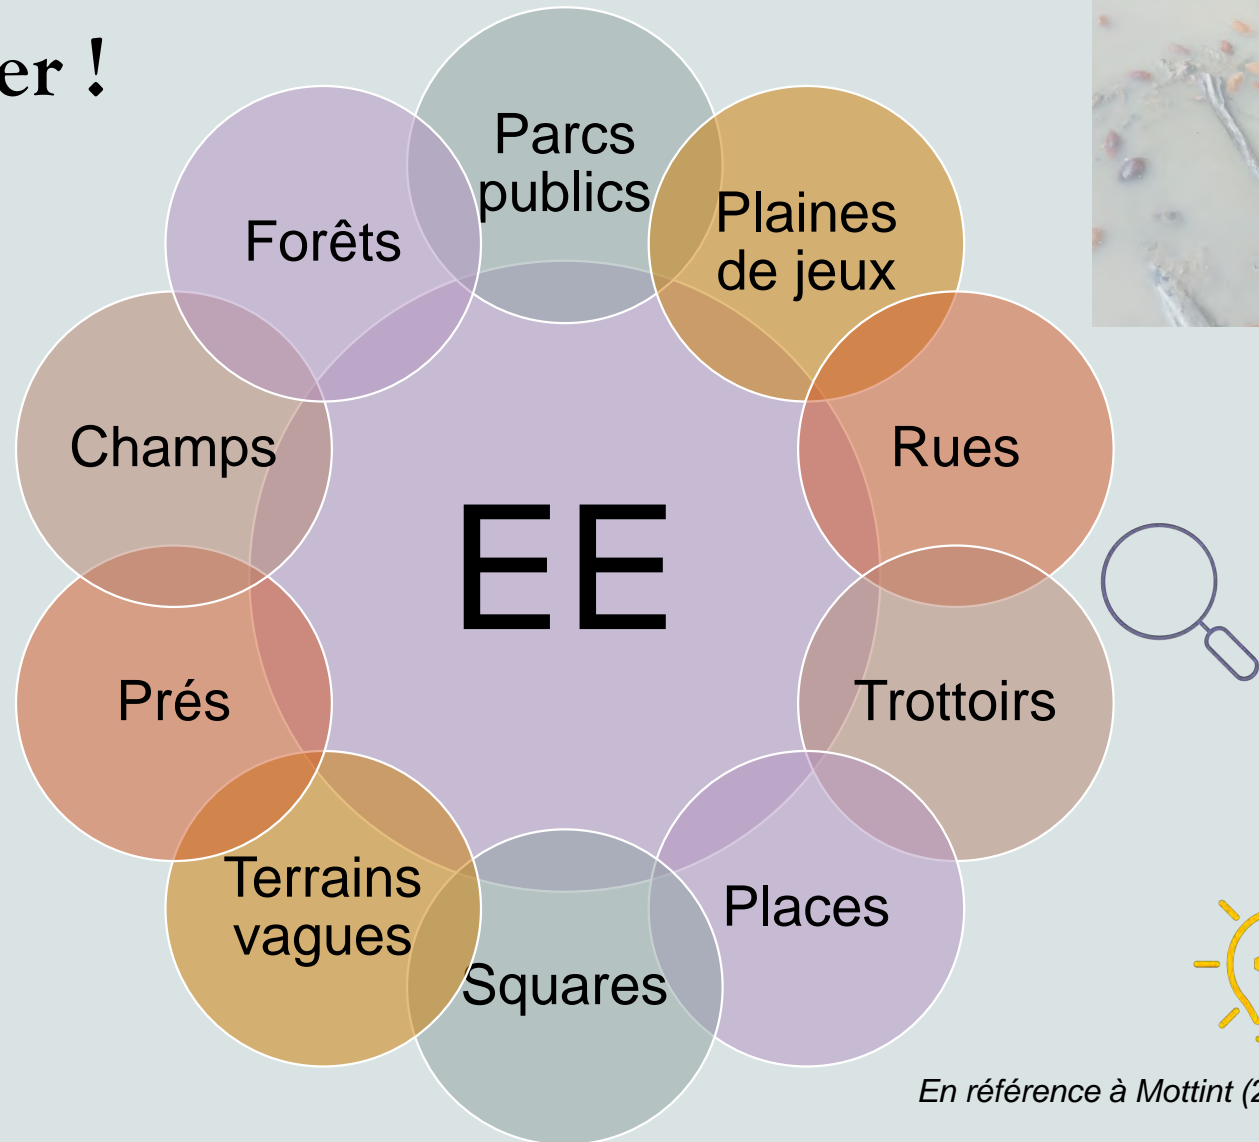 er !
Parcs
publics
Plaines
de jeux
Forêts
Rues
Champs
EE
Prés
Trottoirs
Terrains
vagues
Places
Squares
En référence à Mottint (2